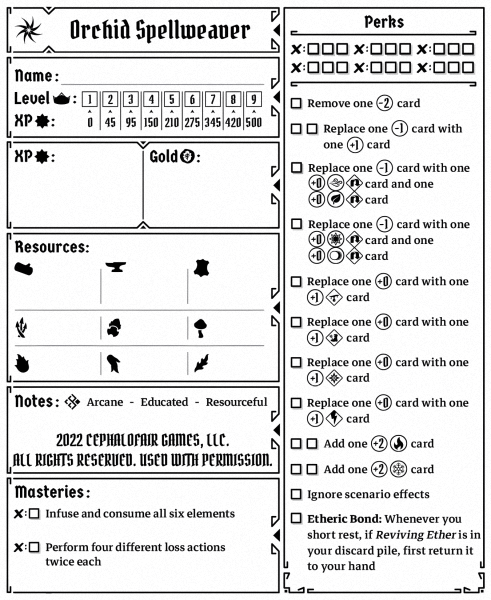 Orchid Spellweaver
Name:
Level : 1 2 3 4 5 6 7 8 9
XP : 0 45 95 150 210 275 345 420 500
XP : Gold :
Resources:
Notes: Arcane - Educated - Resourceful
2022 CEPHALOFAIR GAMES, LLC.
ALL RIGHTS RESERVED. USED WITH PERMISSION.
Masteries:
Infuse and consume all six elements
Perform four different loss actions
twice each
Perks
Remove one -2 card
Replace one -1 card with
one +1 card
Replace one -1 card with one
+0 card and one
+0 card
Replace one -1 card with one
+0 card and one
+0 card
Replace one +0 card with one
+1 card
Replace one +0 card with one
+1 card
Replace one +0 card with one
+1 card
Replace one +0 card with one
+1 card
Add one +2 card
Add one +2 card
Ignore scenario effects
Etheric Bond: Whenever you
short rest, if Reviving Ether is in
your discard pile, first return it
to your hand